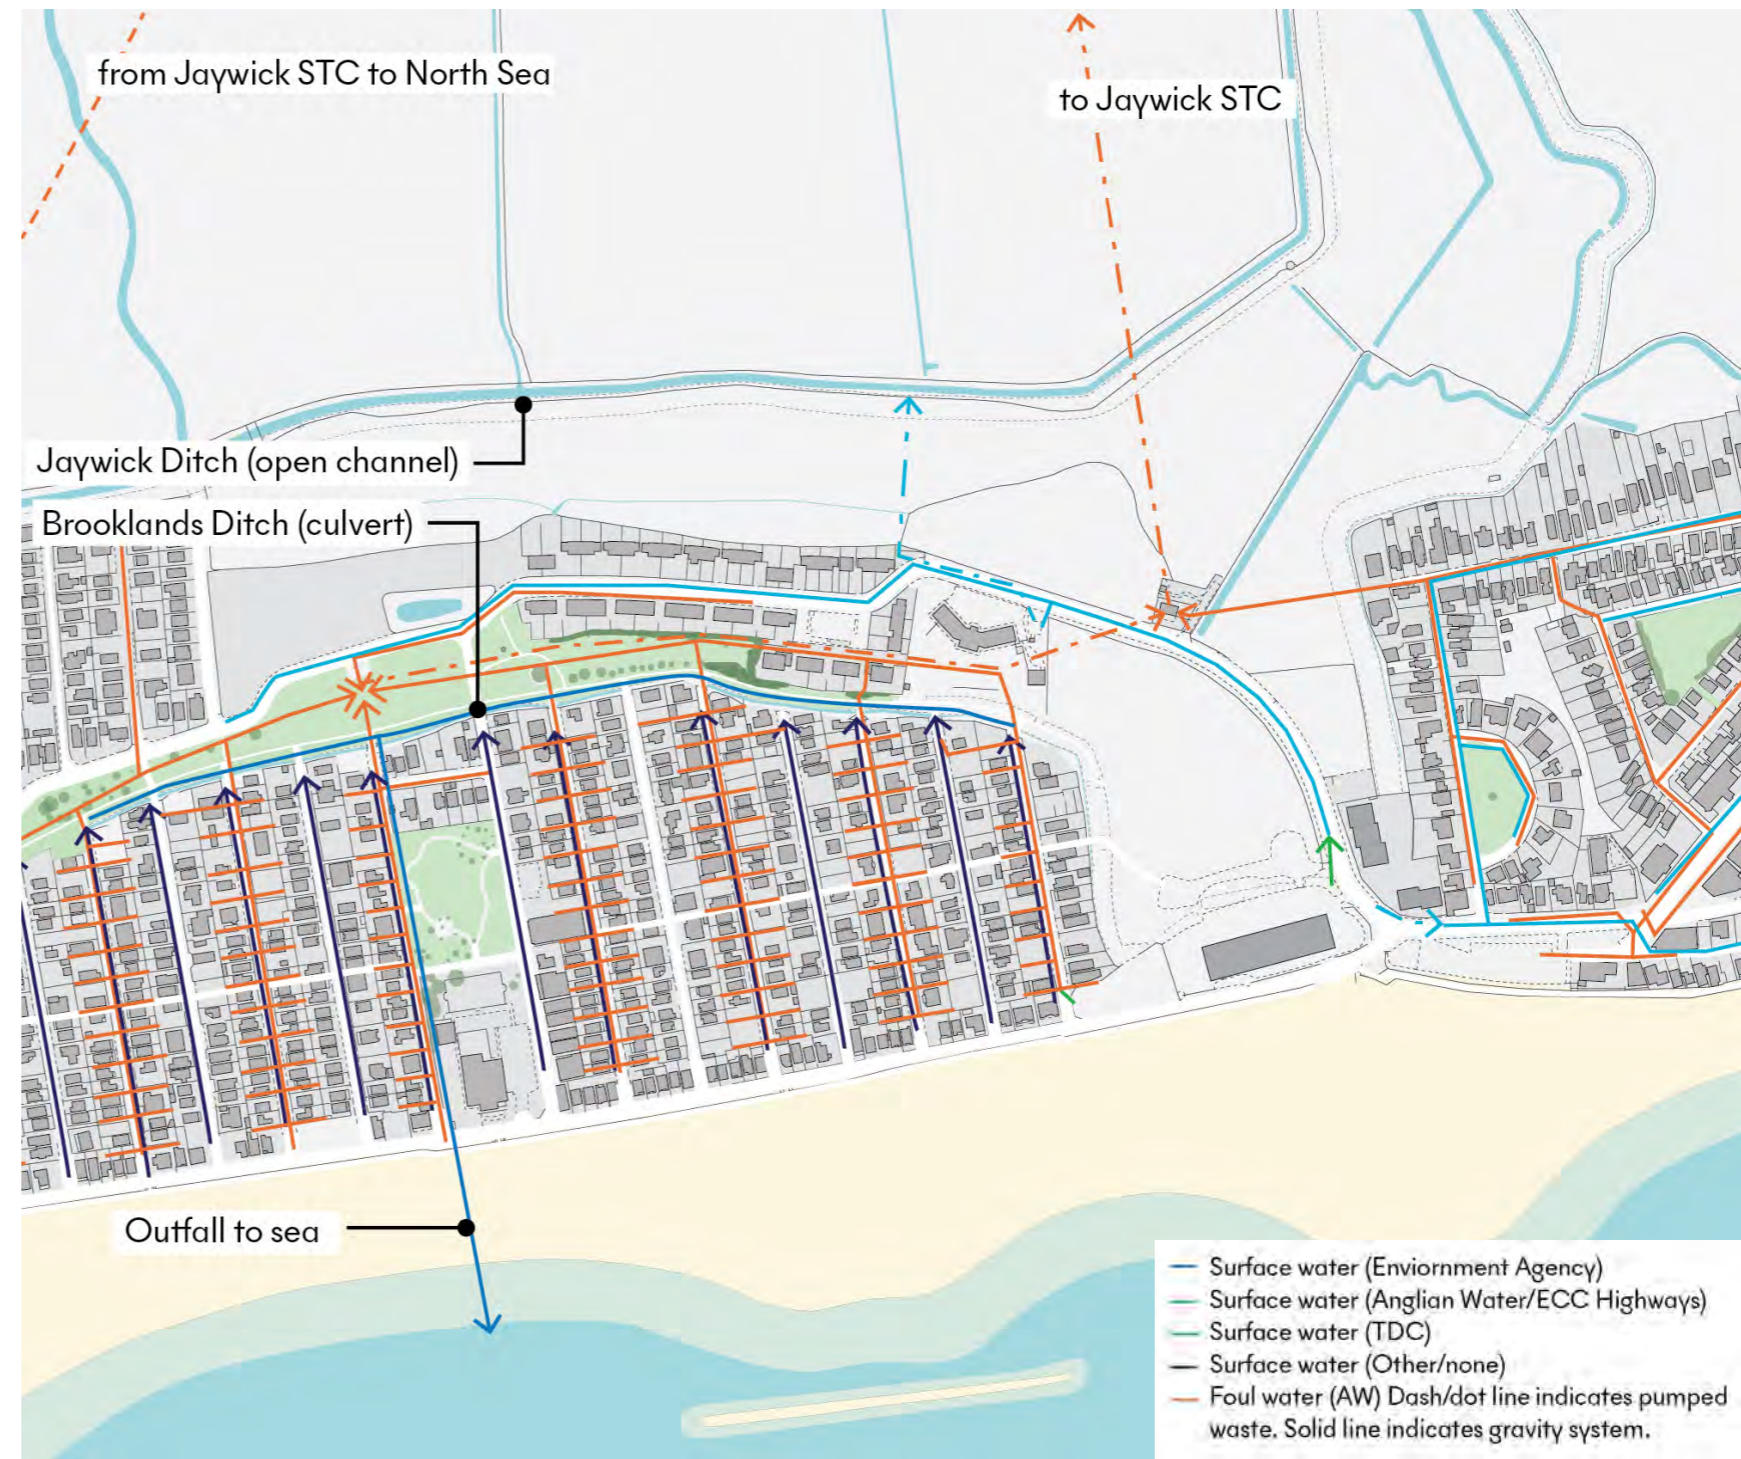 from Jaywick STC to North Sea
to Jaywick STC
Jaywick Ditch (open channel)
Brooklands Ditch (culvert)
Outfall to sea
Surface water (Enviornment Agency)
Surface water (Anglian Water/ECC Highways)
Surface water (TDC)
Surface water (Other/none)
Foul water (AW) Dash/dot line indicates pumped
waste. Solid line indicates gravity system.